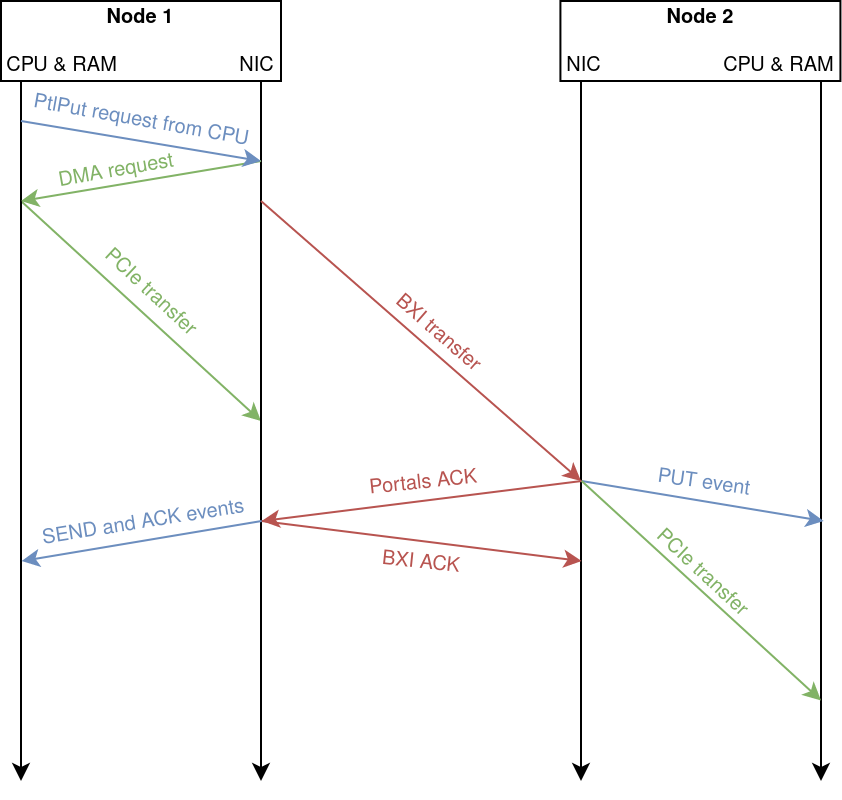 Node 1
Node 2
CPU & RAM
NIC
NIC
CPU & RAM
PtlPut request from CPU
DMA request
PCIe transfer
BXI transfer
Portals ACK
PUT event
SEND and ACK events
BXI ACK
PCIe transfer